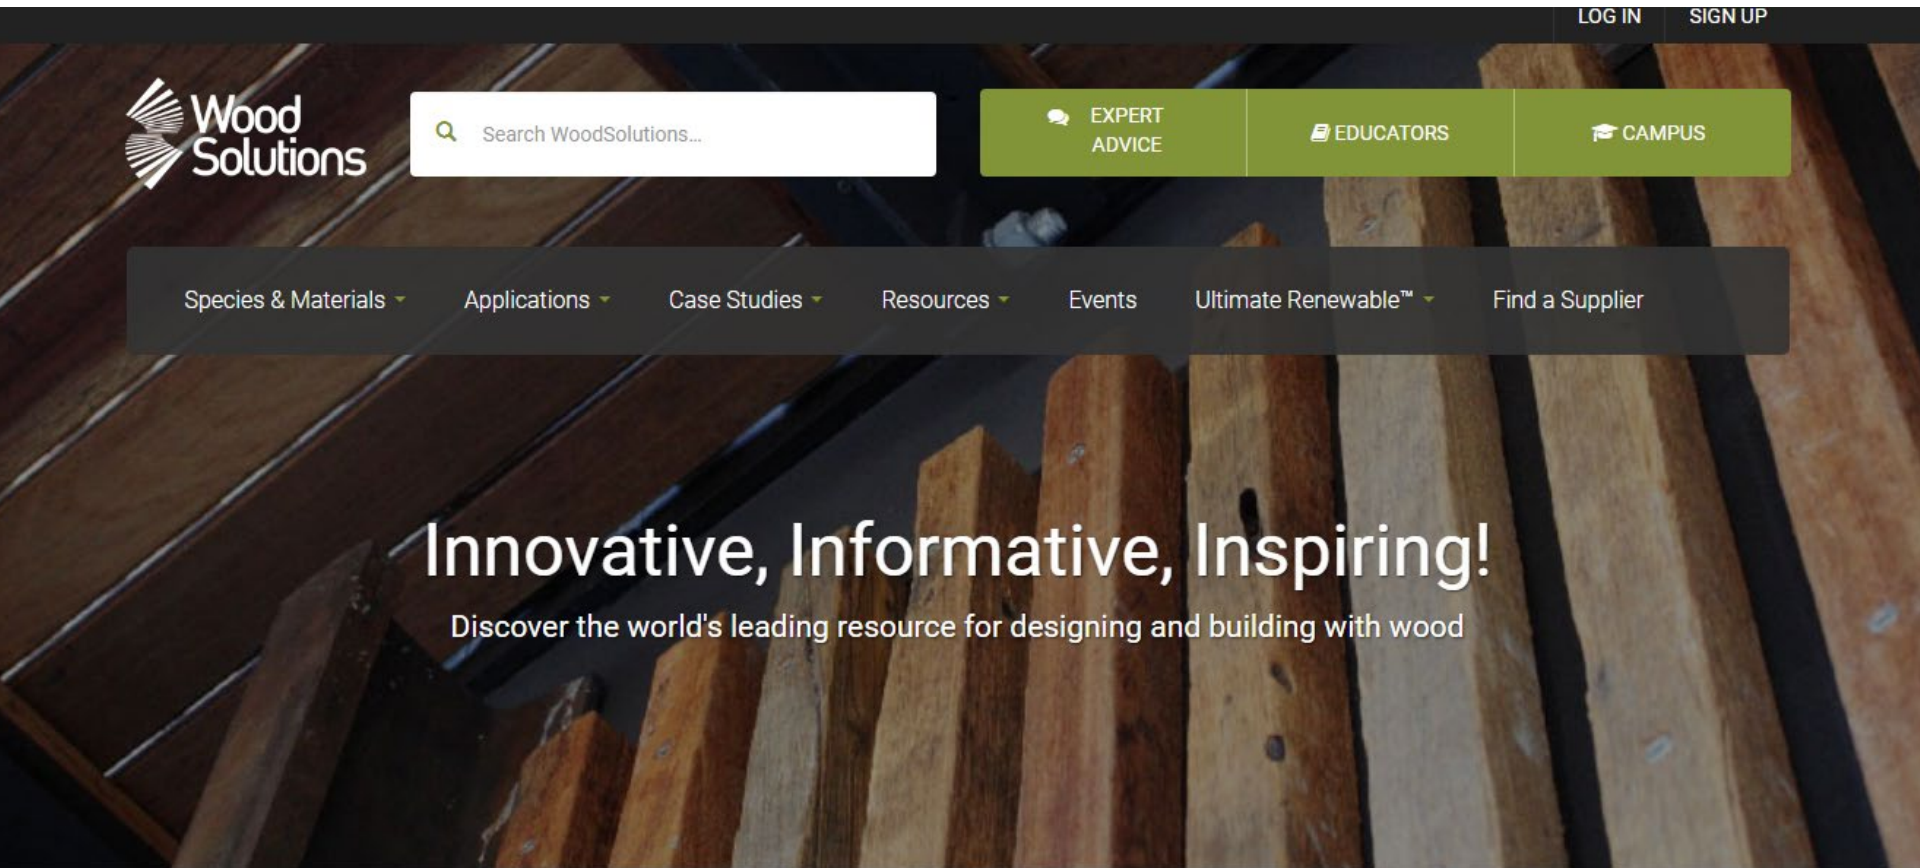 LOG IN
SIGN UP
Wood
Solutions
Search WoodSolutions...
EXPERT
ADVICE
EDUCATORS
CAMPUS
Species & Materials
Applications
Case Studies
Resources
Events
Ultimate Renewable™
Find a Supplier
Innovative, Informative, Inspiring!
Discover the world's leading resource for designing and building with wood